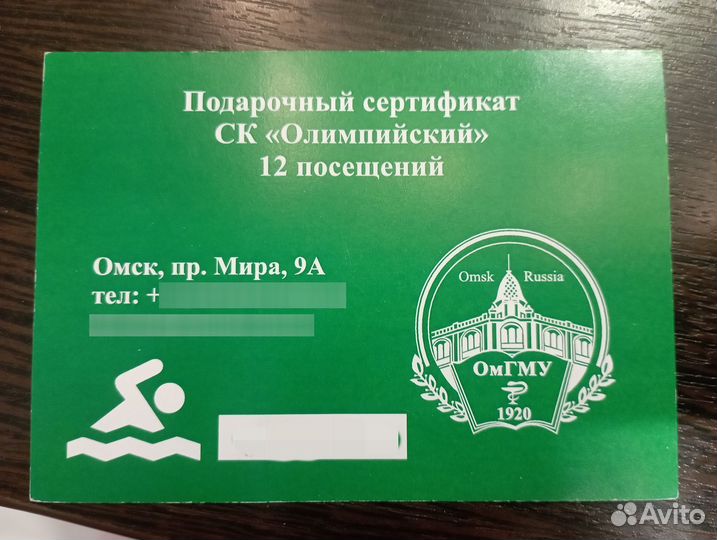 Подарочный сертификат
СК «Олимпийский»
12 посещений
Омск, пр. Мира, 9А
тел: +
Omsk Russia
ОмГМУ
1920
Avito